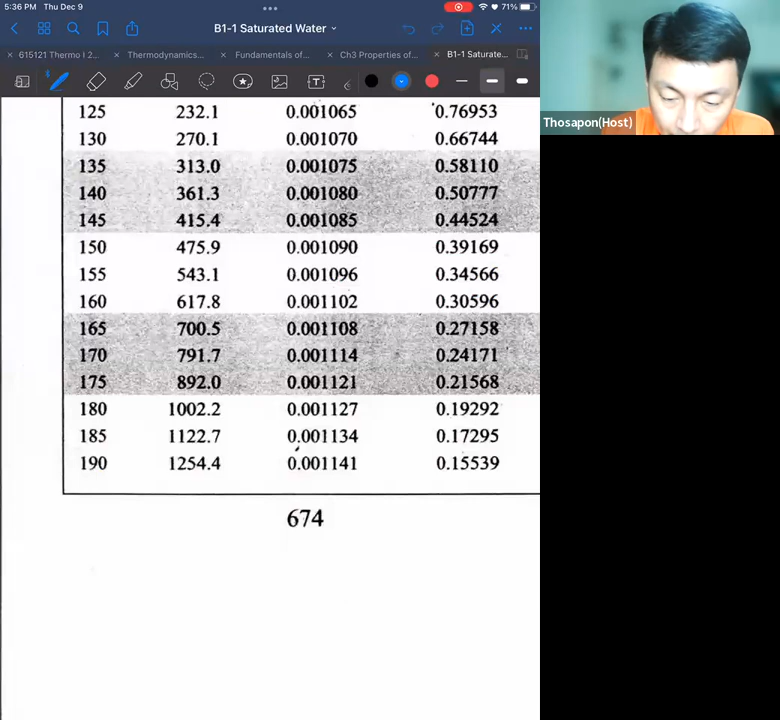 5:36 PM Thu Dec 9
71%
B1-1 Saturated Water
615121 Thermo I 2...
Thermodynamics...
Fundamentals of...
Ch3 Properties of...
B1-1 Saturate...
Thosapon(Host)
125 232.1 0.001065 0.76953
130 270.1 0.001070 0.66744
135 313.0 0.001075 0.58110
140 361.3 0.001080 0.50777
145 415.4 0.001085 0.44524
150 475.9 0.001090 0.39169
155 543.1 0.001096 0.34566
160 617.8 0.001102 0.30596
165 700.5 0.001108 0.27158
170 791.7 0.001114 0.24171
175 892.0 0.001121 0.21568
180 1002.2 0.001127 0.19292
185 1122.7 0.001134 0.17295
190 1254.4 0.001141 0.15539
674